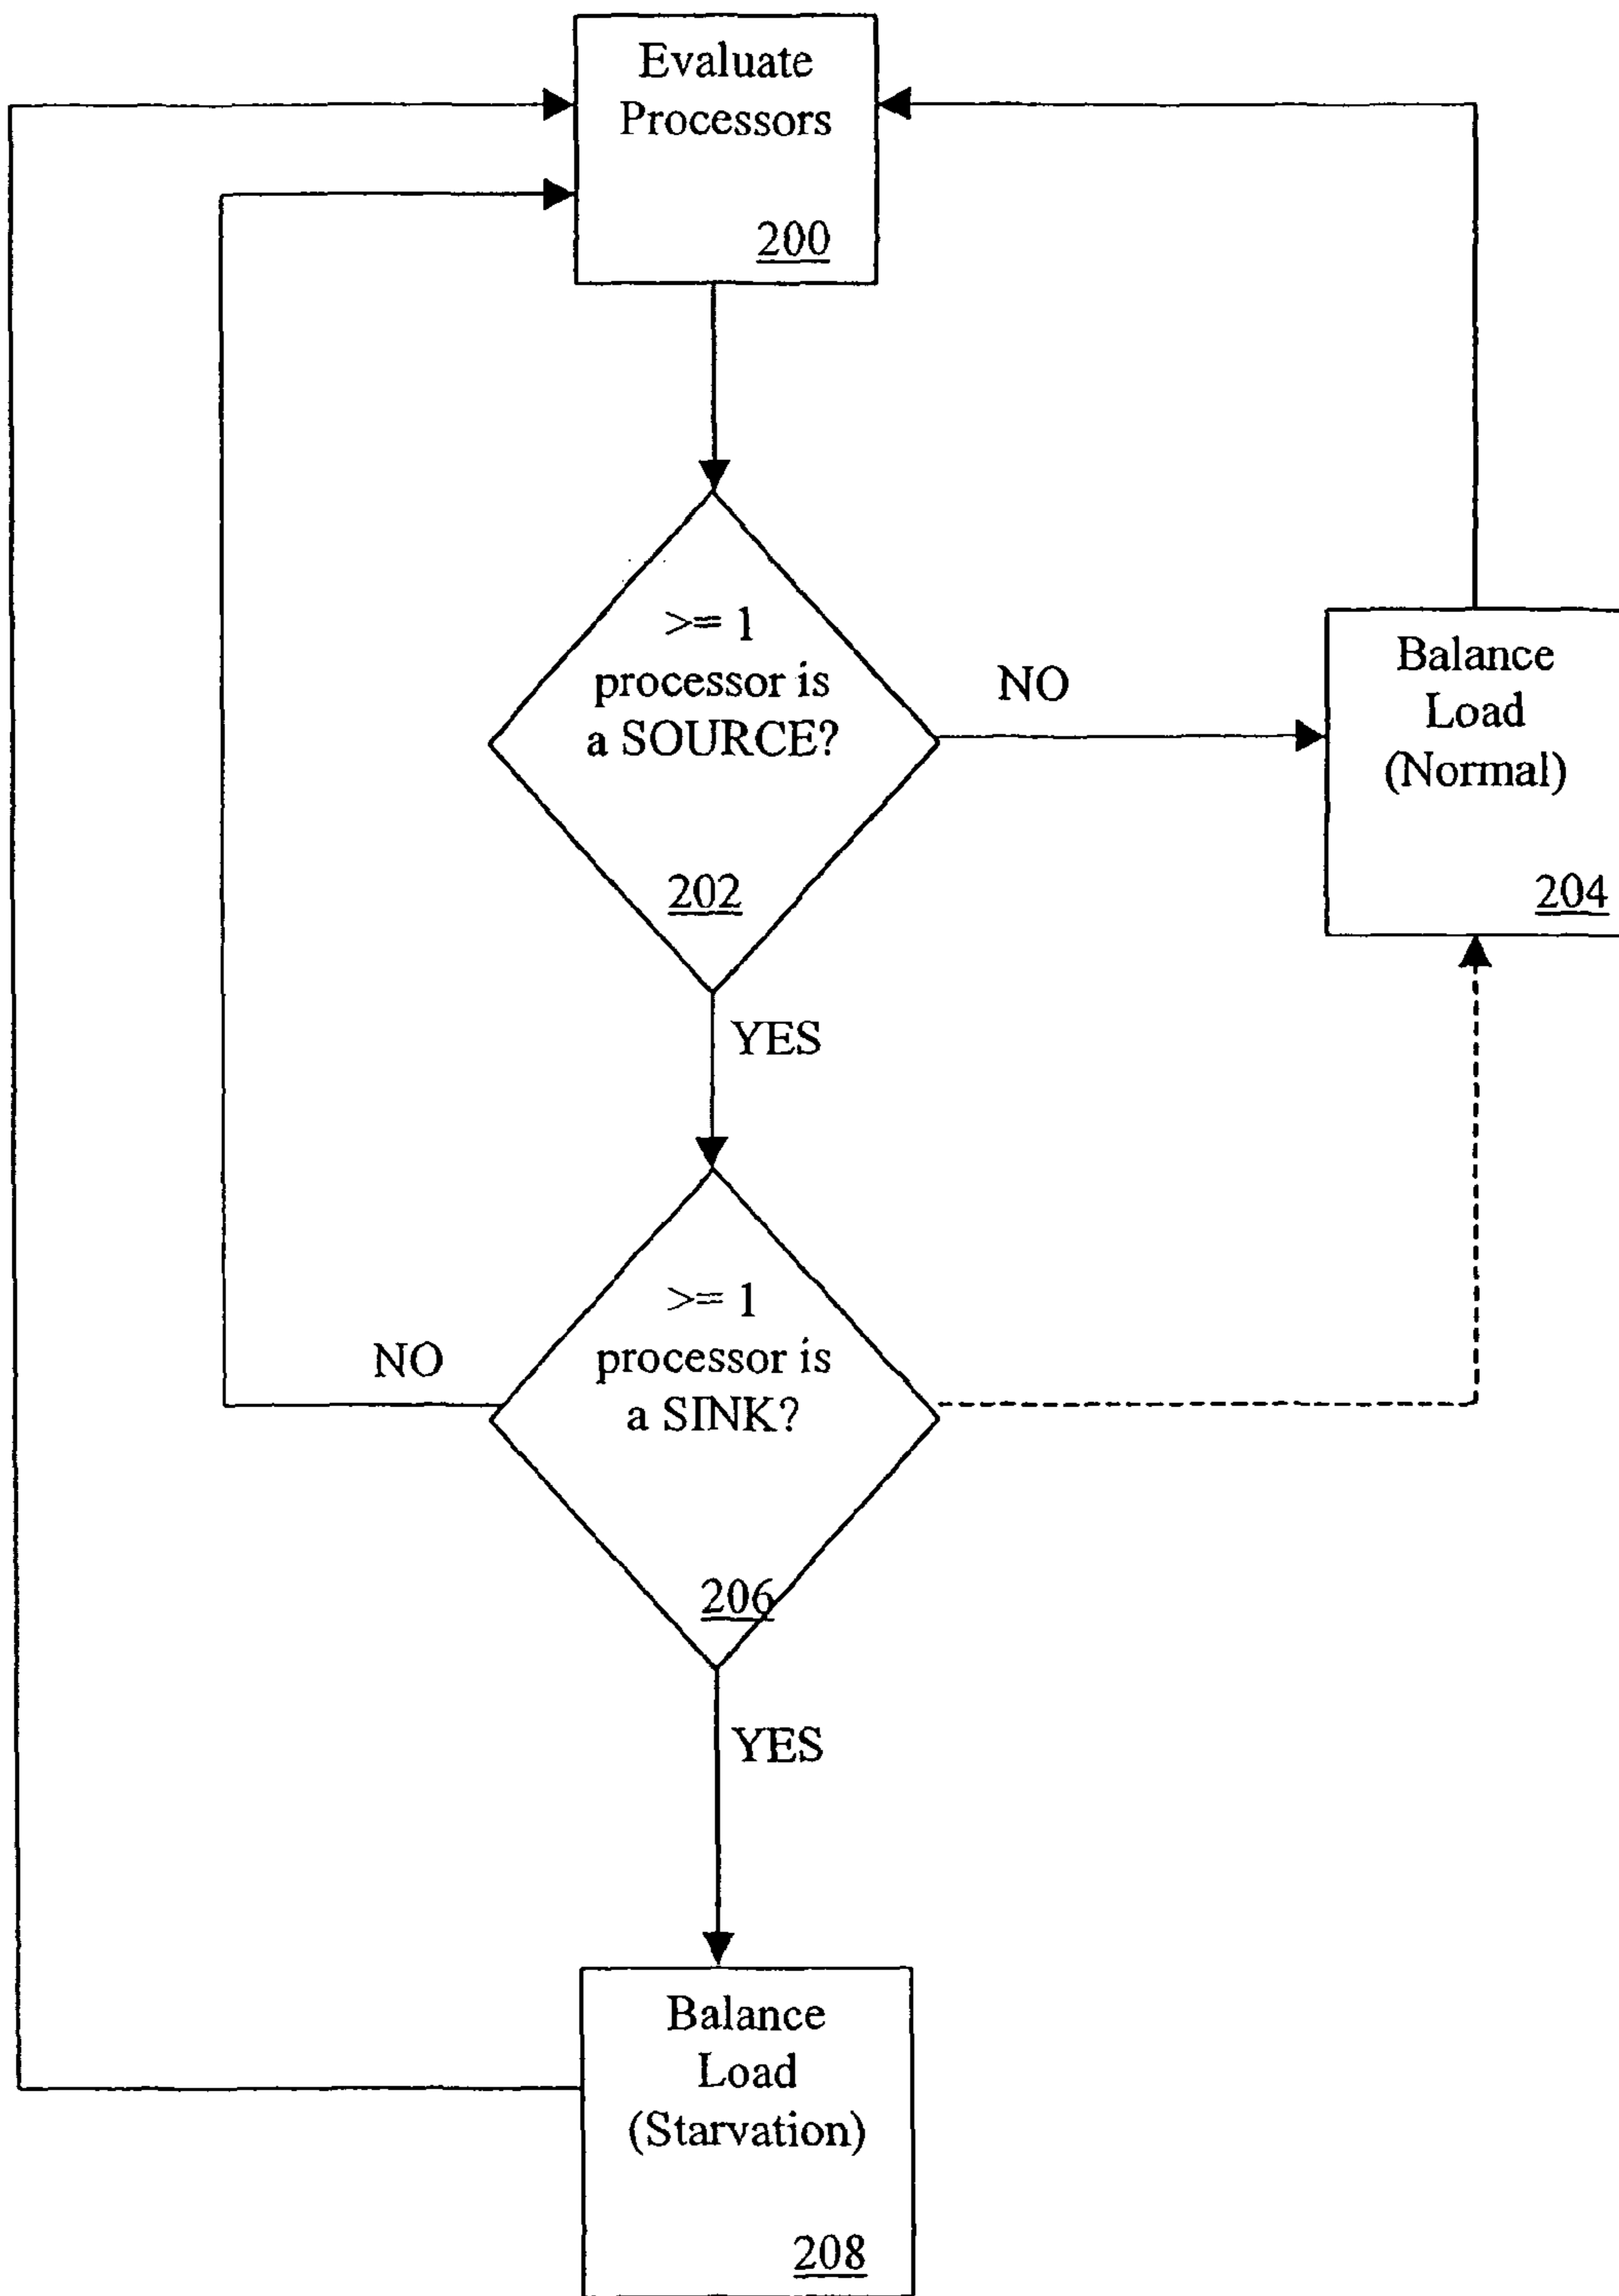 Evaluate
Processors
200
>= 1
processor is
a SOURCE?
202
NO
Balance
Load
(Normal)
204
YES
>= 1
processor is
a SINK?
206
NO
YES
Balance
Load
(Starvation)
208